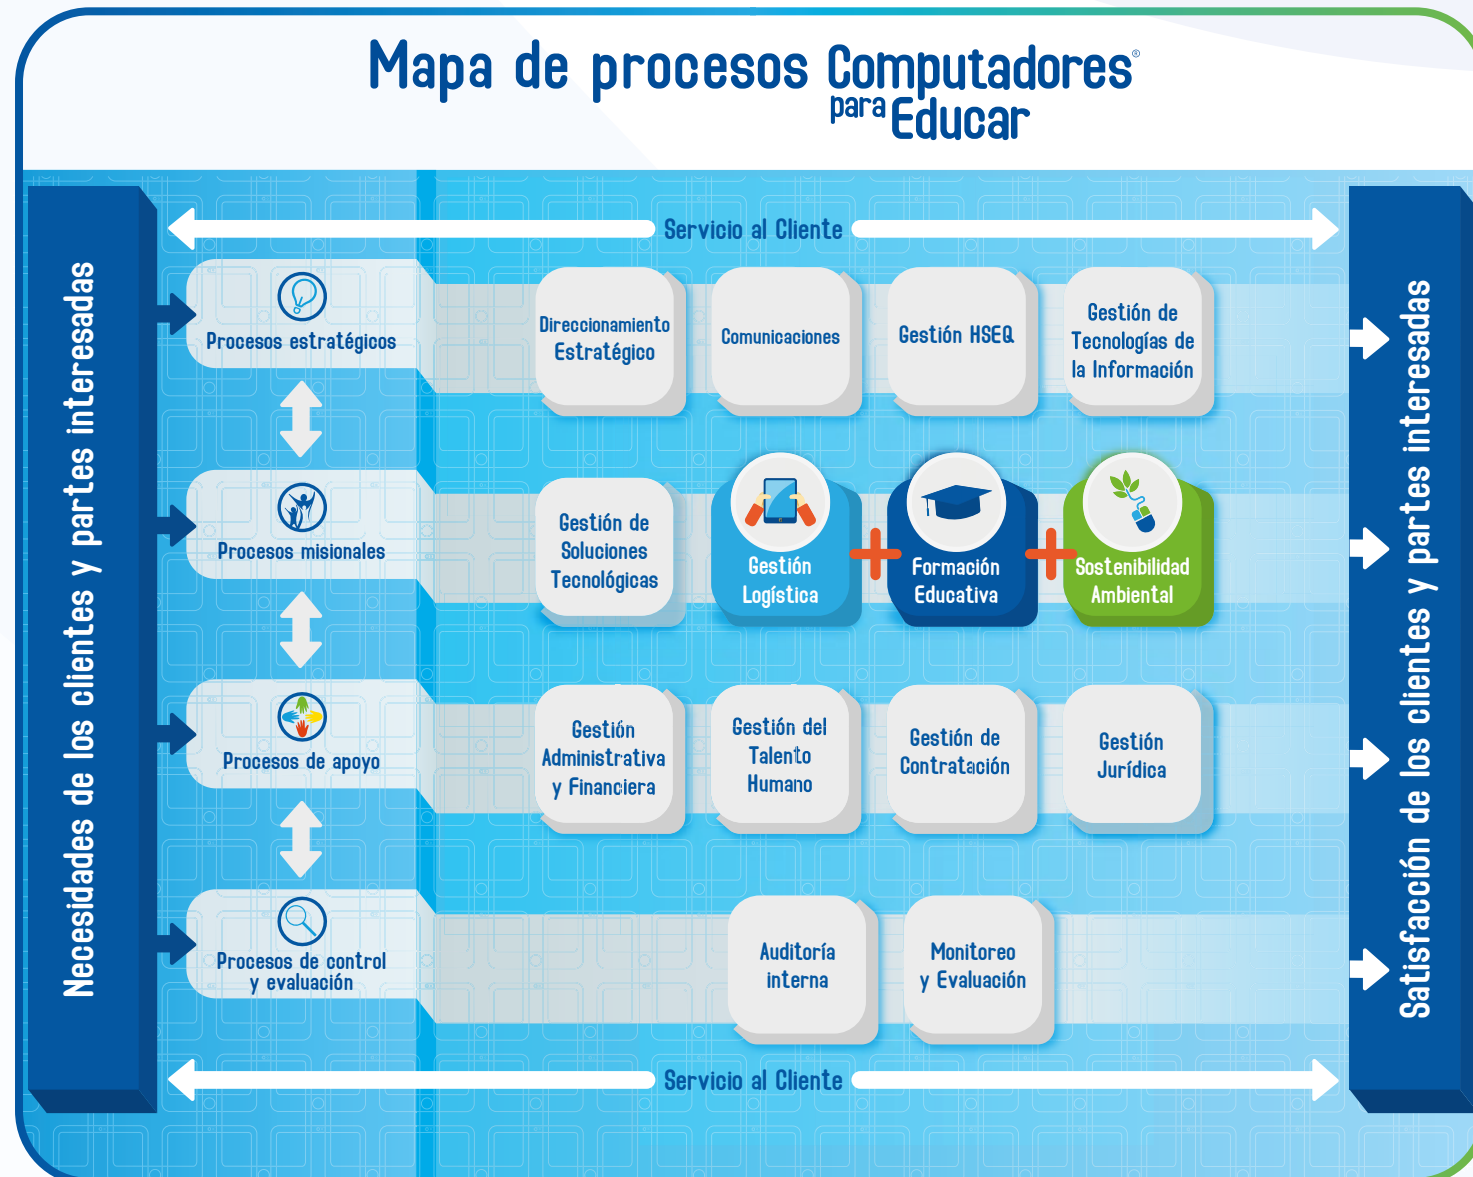 Mapa de procesos Computadores®
para Educar
Servicio al Cliente
Necesidades de los clientes y partes interesadas
Procesos estratégicos
Direccionamiento
Estratégico
Comunicaciones
Gestión HSEQ
Gestión de
Tecnologías de
la Información
Procesos misionales
Gestión de
Soluciones
Tecnológicas
Gestión
Logística
Formación
Educativa
Sostenibilidad
Ambiental
Procesos de apoyo
Gestión
Administrativa
y Financiera
Gestión del
Talento
Humano
Gestión de
Contratación
Gestión
Jurídica
Procesos de control
y evaluación
Auditoría
interna
Monitoreo
y Evaluación
Satisfacción de los clientes y partes interesadas
Servicio al Cliente